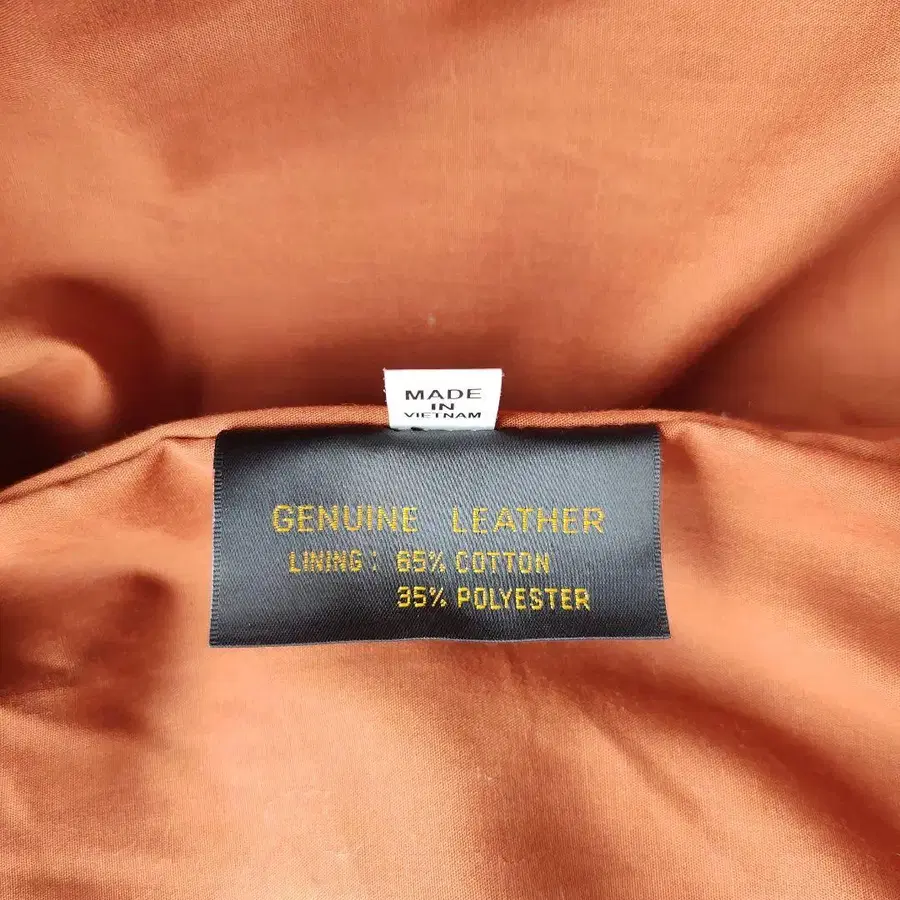 MADE
IN
VIETNAM
GENUINE LEATHER
LINING: 65% COTTON
35% POLYESTER